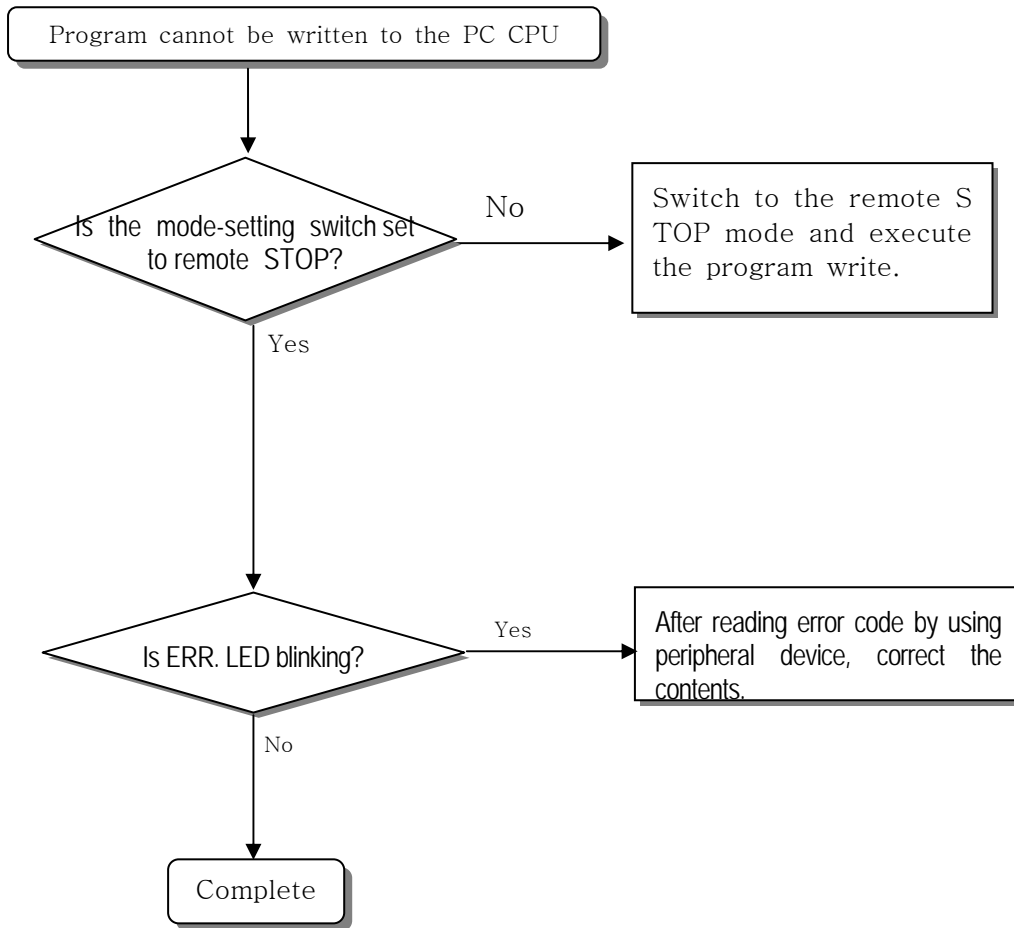 Program cannot be written to the PC CPU
Is the mode-setting switch set
to remote STOP?
No
Switch to the remote S
TOP mode and execute
the program write.
Yes
Is ERR. LED blinking?
Yes
After reading error code by using
peripheral device, correct the
contents.
No
Complete